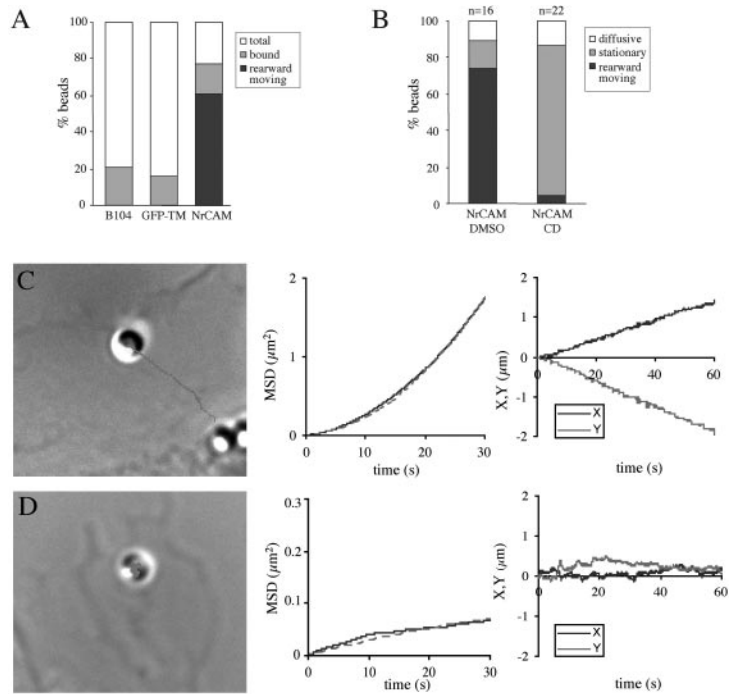 A
% beads
100
80
60
40
20
0
B104 GFP-TM NrCAM
total
bound
rearward
moving
B
n=16 n=22
% beads
100
80
60
40
20
0
NrCAM NrCAM
DMSO CD
diffusive
stationary
rearward
moving
C
MSD (µm²)
2
1
0
0 10 20 30
time (s)
X,Y (µm)
2
1
0
-1
-2
20 40 60
X
Y
time (s)
D
MSD (µm²)
0.3
0.2
0.1
0
0 10 20 30
time (s)
X,Y (µm)
2
1
0
-1
-2
0 20 40 60
X
Y
time (s)